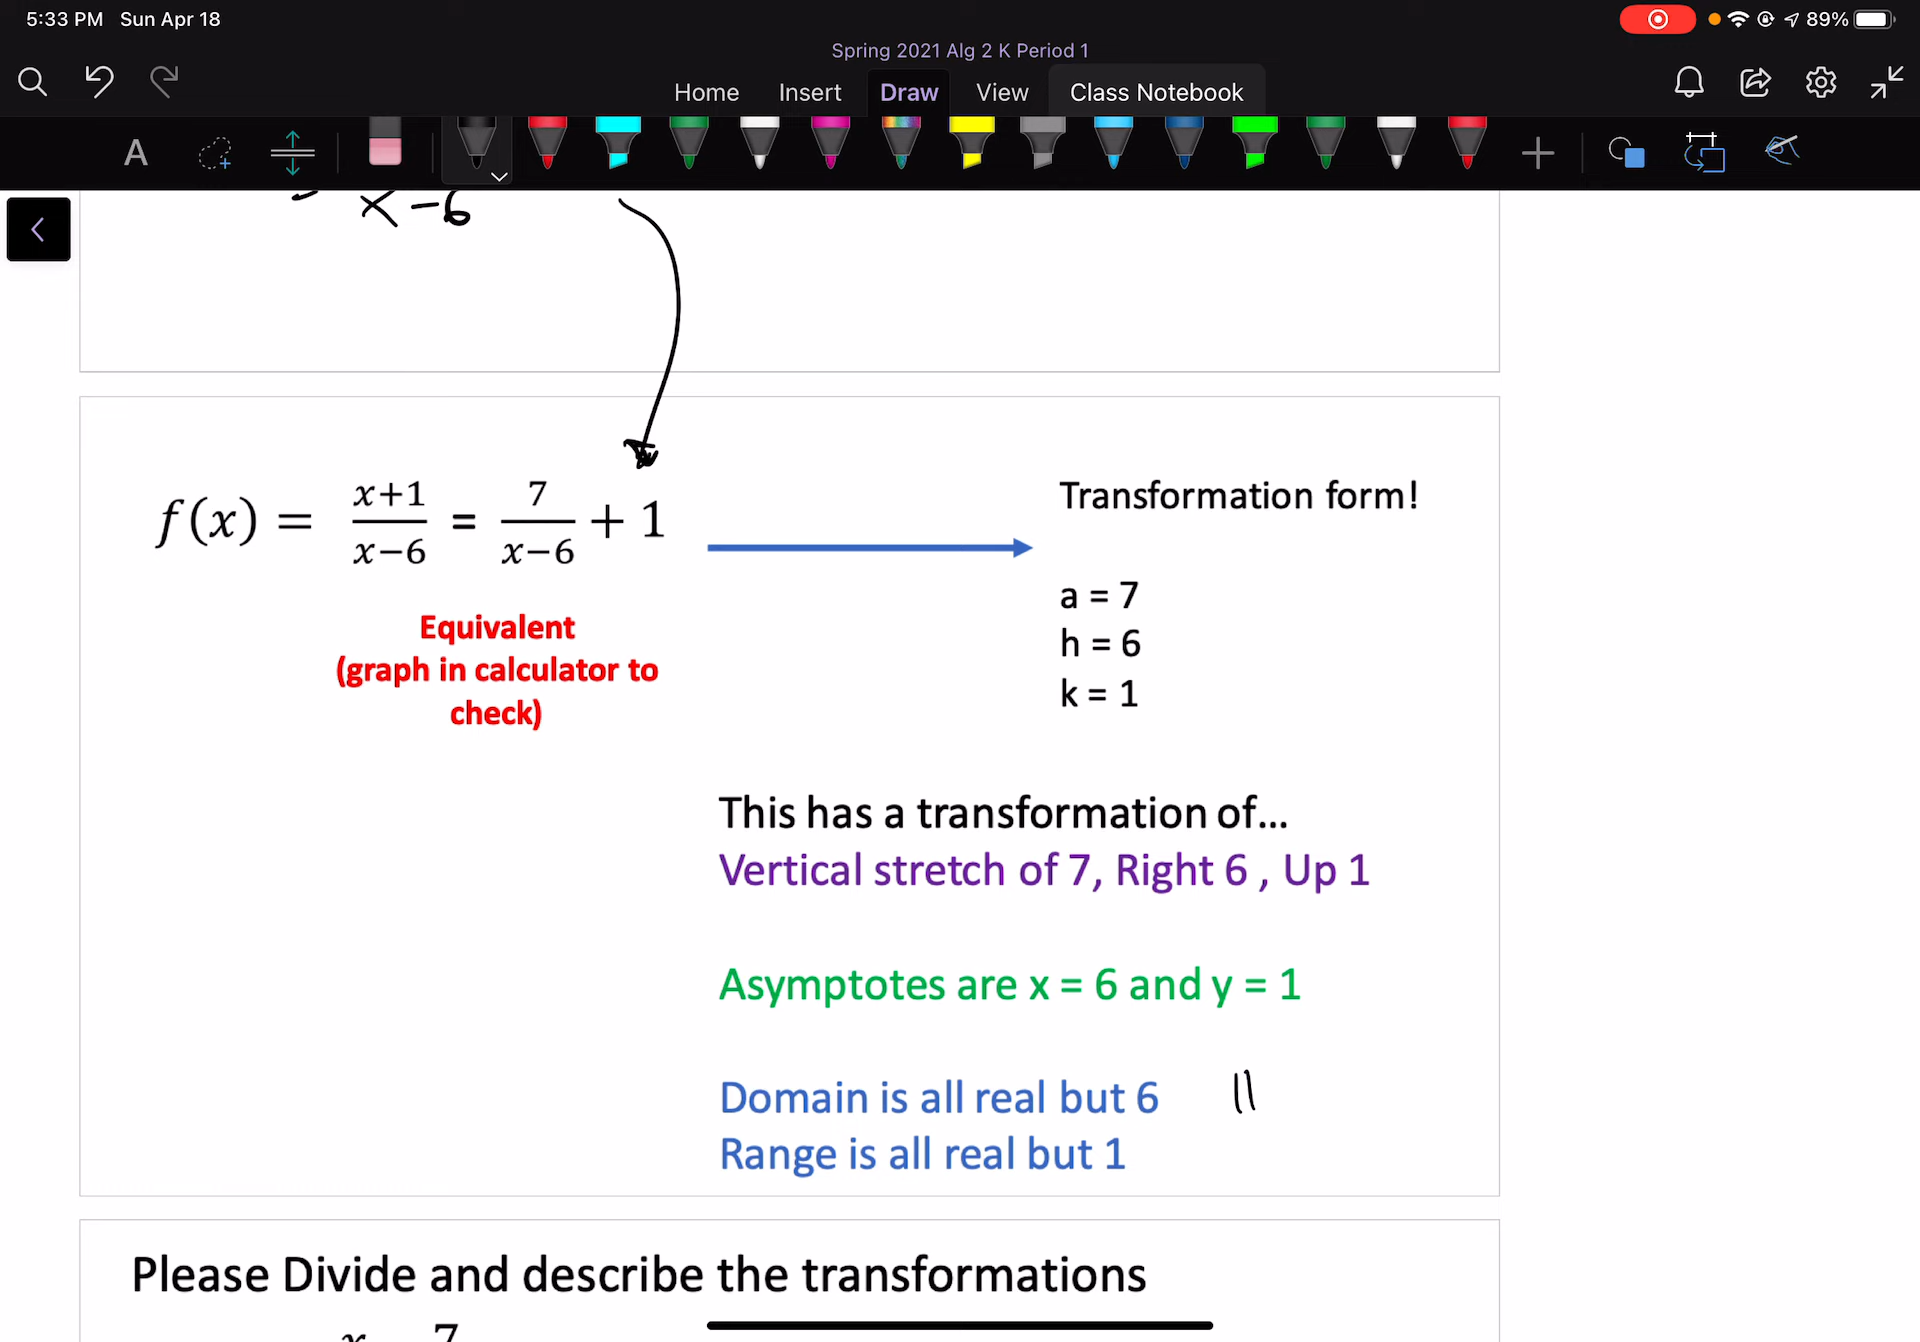 5:33 PM Sun Apr 18 89%
Spring 2021 Alg 2 K Period 1
Home Insert Draw View Class Notebook
A
x-6
f(x) = x+1/x−6 = 7/x−6 + 1
Transformation form!
a = 7
h = 6
k = 1
Equivalent
(graph in calculator to
check)
This has a transformation of...
Vertical stretch of 7, Right 6 , Up 1
Asymptotes are x = 6 and y = 1
Domain is all real but 6
Range is all real but 1
Please Divide and describe the transformations